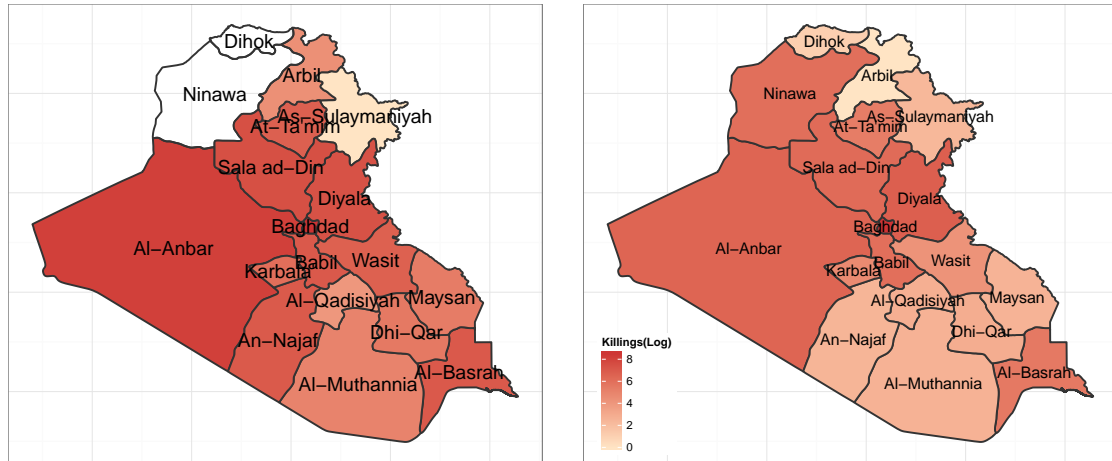 Dihok
Arbil
Ninawa
As−Sulaymaniyah
At−Ta'mim
Sala ad−Din
Diyala
Baghdad
Al−Anbar
Babil
Wasit
Karbala
Al−Qadisiyah
Maysan
An−Najaf
Dhi−Qar
Al−Basrah
Al−Muthannia
Dihok
Arbil
Ninawa
As−Sulaymaniyah
At−Ta'mim
Sala ad−Din
Diyala
Baghdad
Al−Anbar
Babil
Wasit
Karbala
Al−Qadisiyah
Maysan
An−Najaf
Dhi−Qar
Al−Basrah
Al−Muthannia
Killings(Log)
8
6
4
2
0